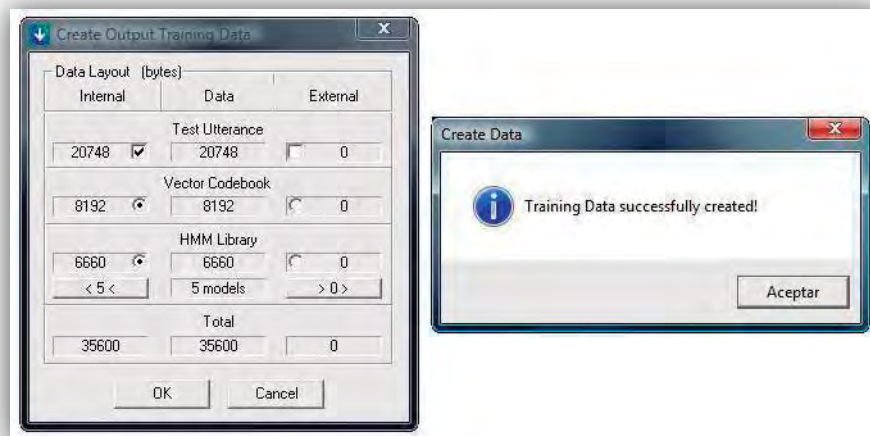 Create Output Training Data
Data Layout (bytes)
Internal Data External
Test Utterance
20748 20748 0
Vector Codebook
8192 8192 0
HMM Library
6660 6660 0
< 5 < 5 models > 0 >
Total
35600 35600 0
OK Cancel
Create Data
Training Data successfully created!
Aceptar